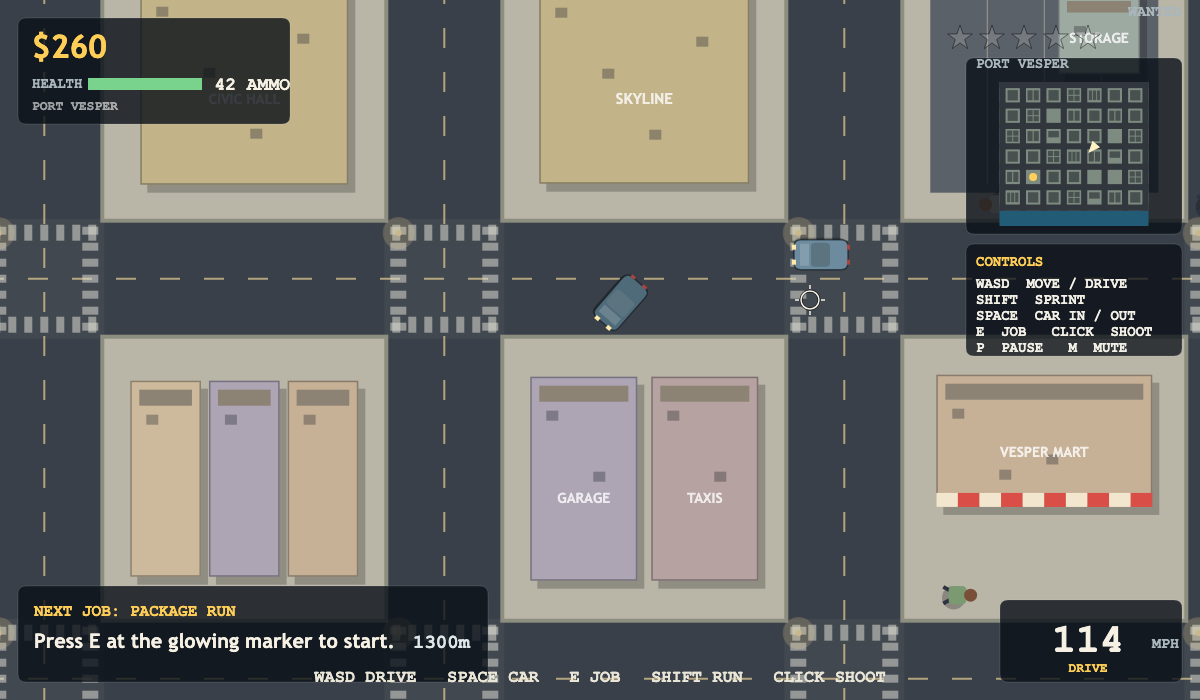 $260
HEALTH 42 AMMO
PORT VESPER
CIVIC HALL
SKYLINE
STORAGE
PORT VESPER
CONTROLS
WASD MOVE / DRIVE
SHIFT SPRINT
SPACE CAR IN / OUT
E JOB CLICK SHOOT
P PAUSE M MUTE
GARAGE
TAXIS
VESPER MART
NEXT JOB: PACKAGE RUN
Press E at the glowing marker to start. 1300m
WASD DRIVE SPACE CAR E JOB SHIFT RUN CLICK SHOOT
114 MPH
DRIVE